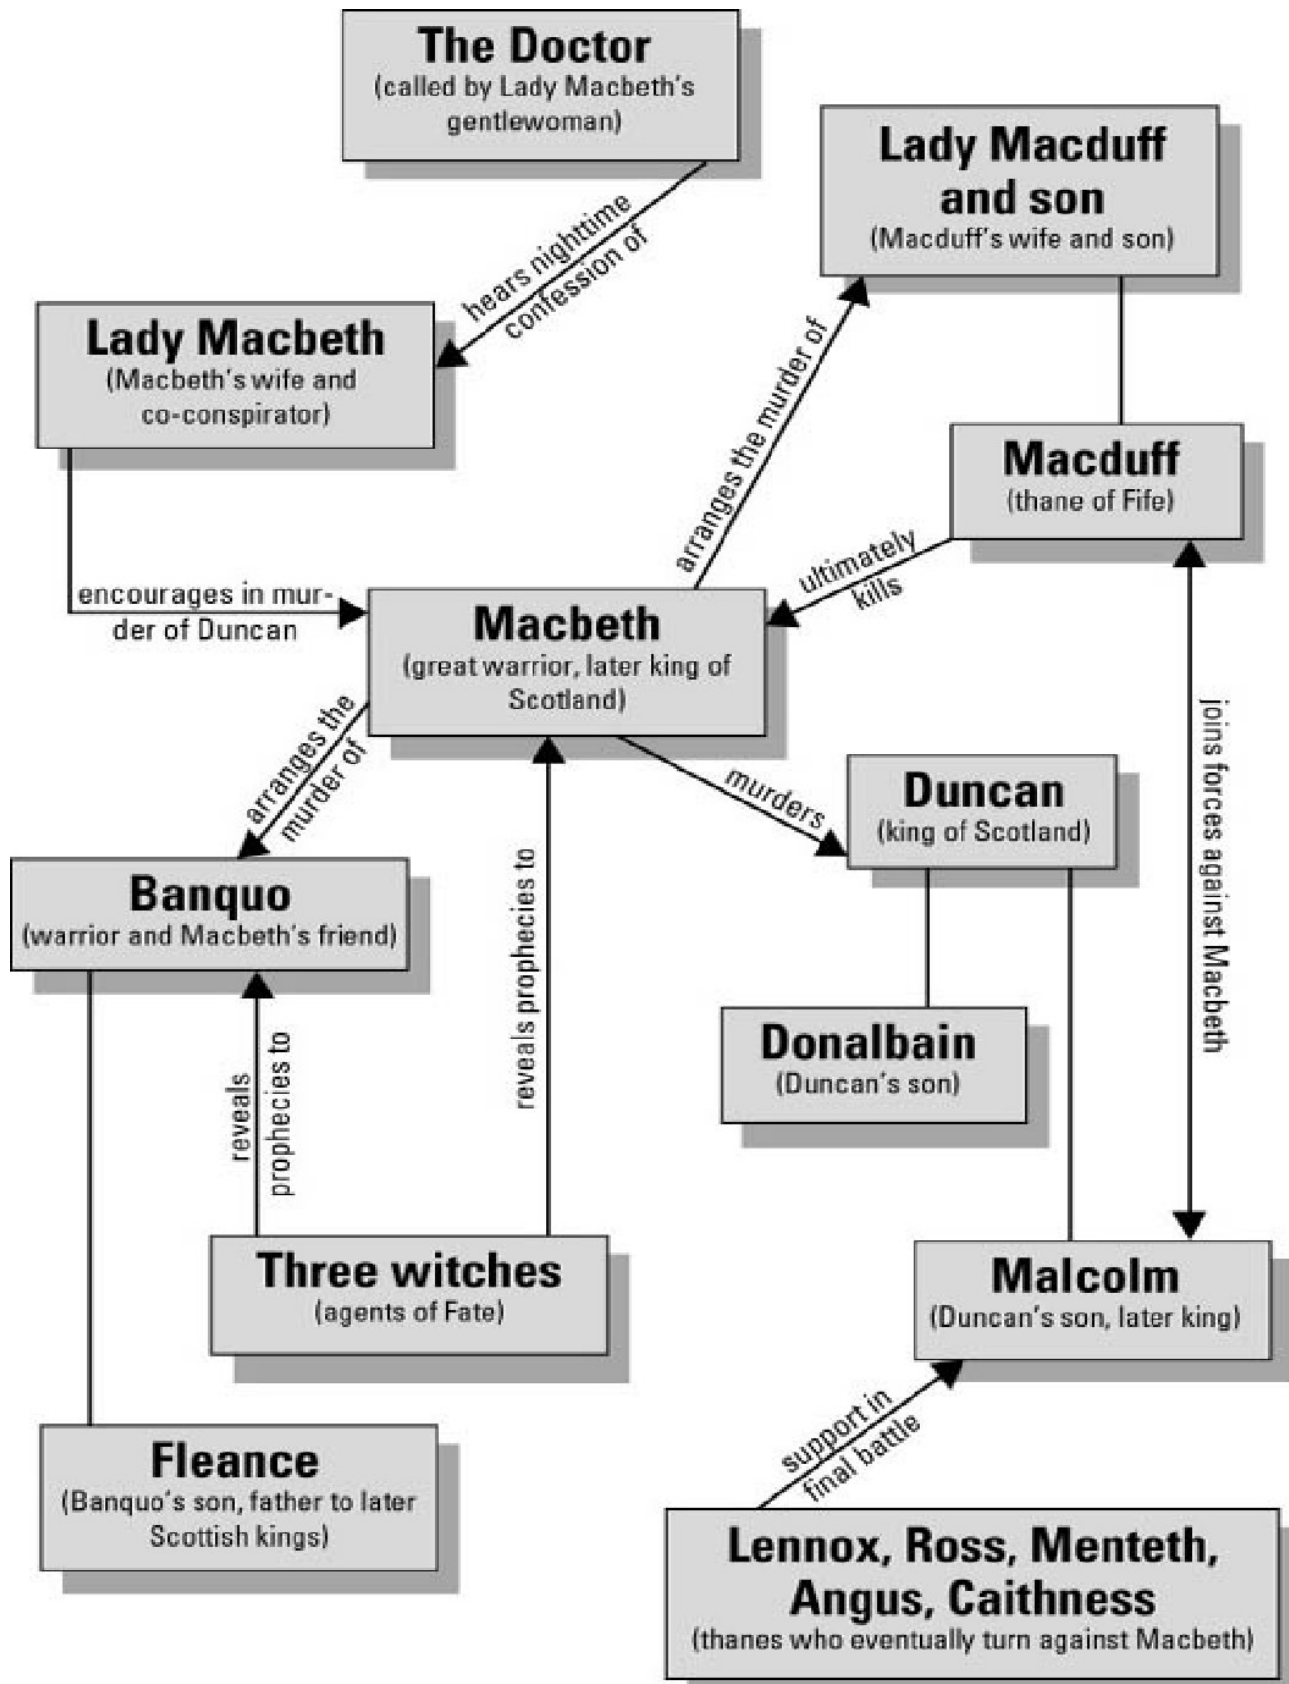 The Doctor
(called by Lady Macbeth's
gentlewoman)
Lady Macduff
and son
(Macduff's wife and son)
hears nighttime
confession of
Lady Macbeth
(Macbeth's wife and
co-conspirator)
arranges the murder of
Macduff
(thane of Fife)
ultimately
kills
encourages in mur-
der of Duncan
Macbeth
(great warrior, later king of
Scotland)
arranges the
murder of
murders
joins forces against Macbeth
Duncan
(king of Scotland)
Banquo
(warrior and Macbeth's friend)
reveals prophecies to
reveals
prophecies to
Donalbain
(Duncan's son)
Three witches
(agents of Fate)
Malcolm
(Duncan's son, later king)
support in
final battle
Fleance
(Banquo's son, father to later
Scottish kings)
Lennox, Ross, Menteth,
Angus, Caithness
(thanes who eventually turn against Macbeth)